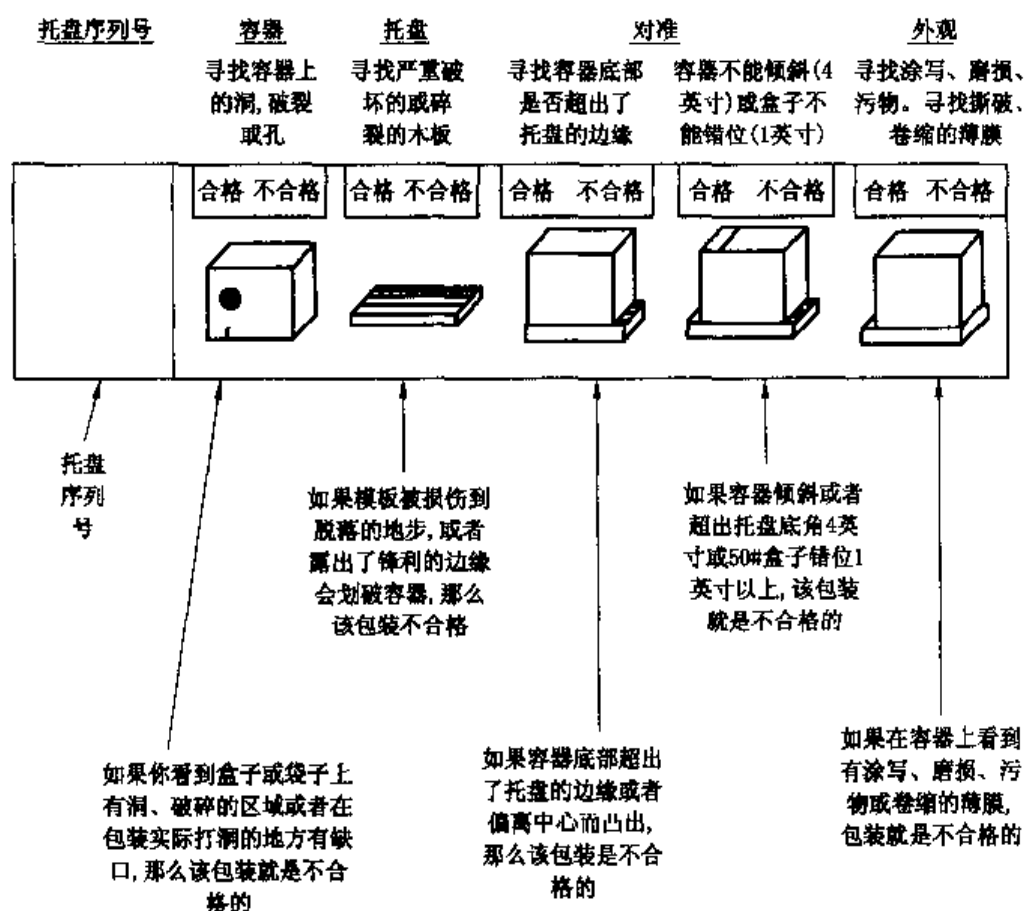 托盘序列号
容器
托盘
对准
外观
寻找容器上
的洞,破裂
或孔
寻找严重破
坏的或碎
裂的木板
寻找容器底部
是否超出了
托盘的边缘
容器不能倾斜(4
英寸)或盒子不
能错位(1英寸)
寻找涂写、磨损、
污物。寻找撕破、
卷缩的薄膜
合格 不合格
合格 不合格
合格 不合格
合格 不合格
合格 不合格
托盘
序列
号
如果模板被损伤到
脱落的地步,或者
露出了锋利的边缘
会划破容器,那么
该包装不合格
如果容器倾斜或者
超出托盘底角4英
寸或50#盒子错位1
英寸以上,该包装
就是不合格的
如果你看到盒子或袋子上
有洞、破碎的区域或者在
包装实际打洞的地方有缺
口,那么该包装就是不合
格的
如果容器底部超出
了托盘的边缘或者
偏离中心而凸出,
那么该包装是不合
格的
如果在容器上看到
有涂写、磨损、污
物或卷缩的薄膜,
包装就是不合格的